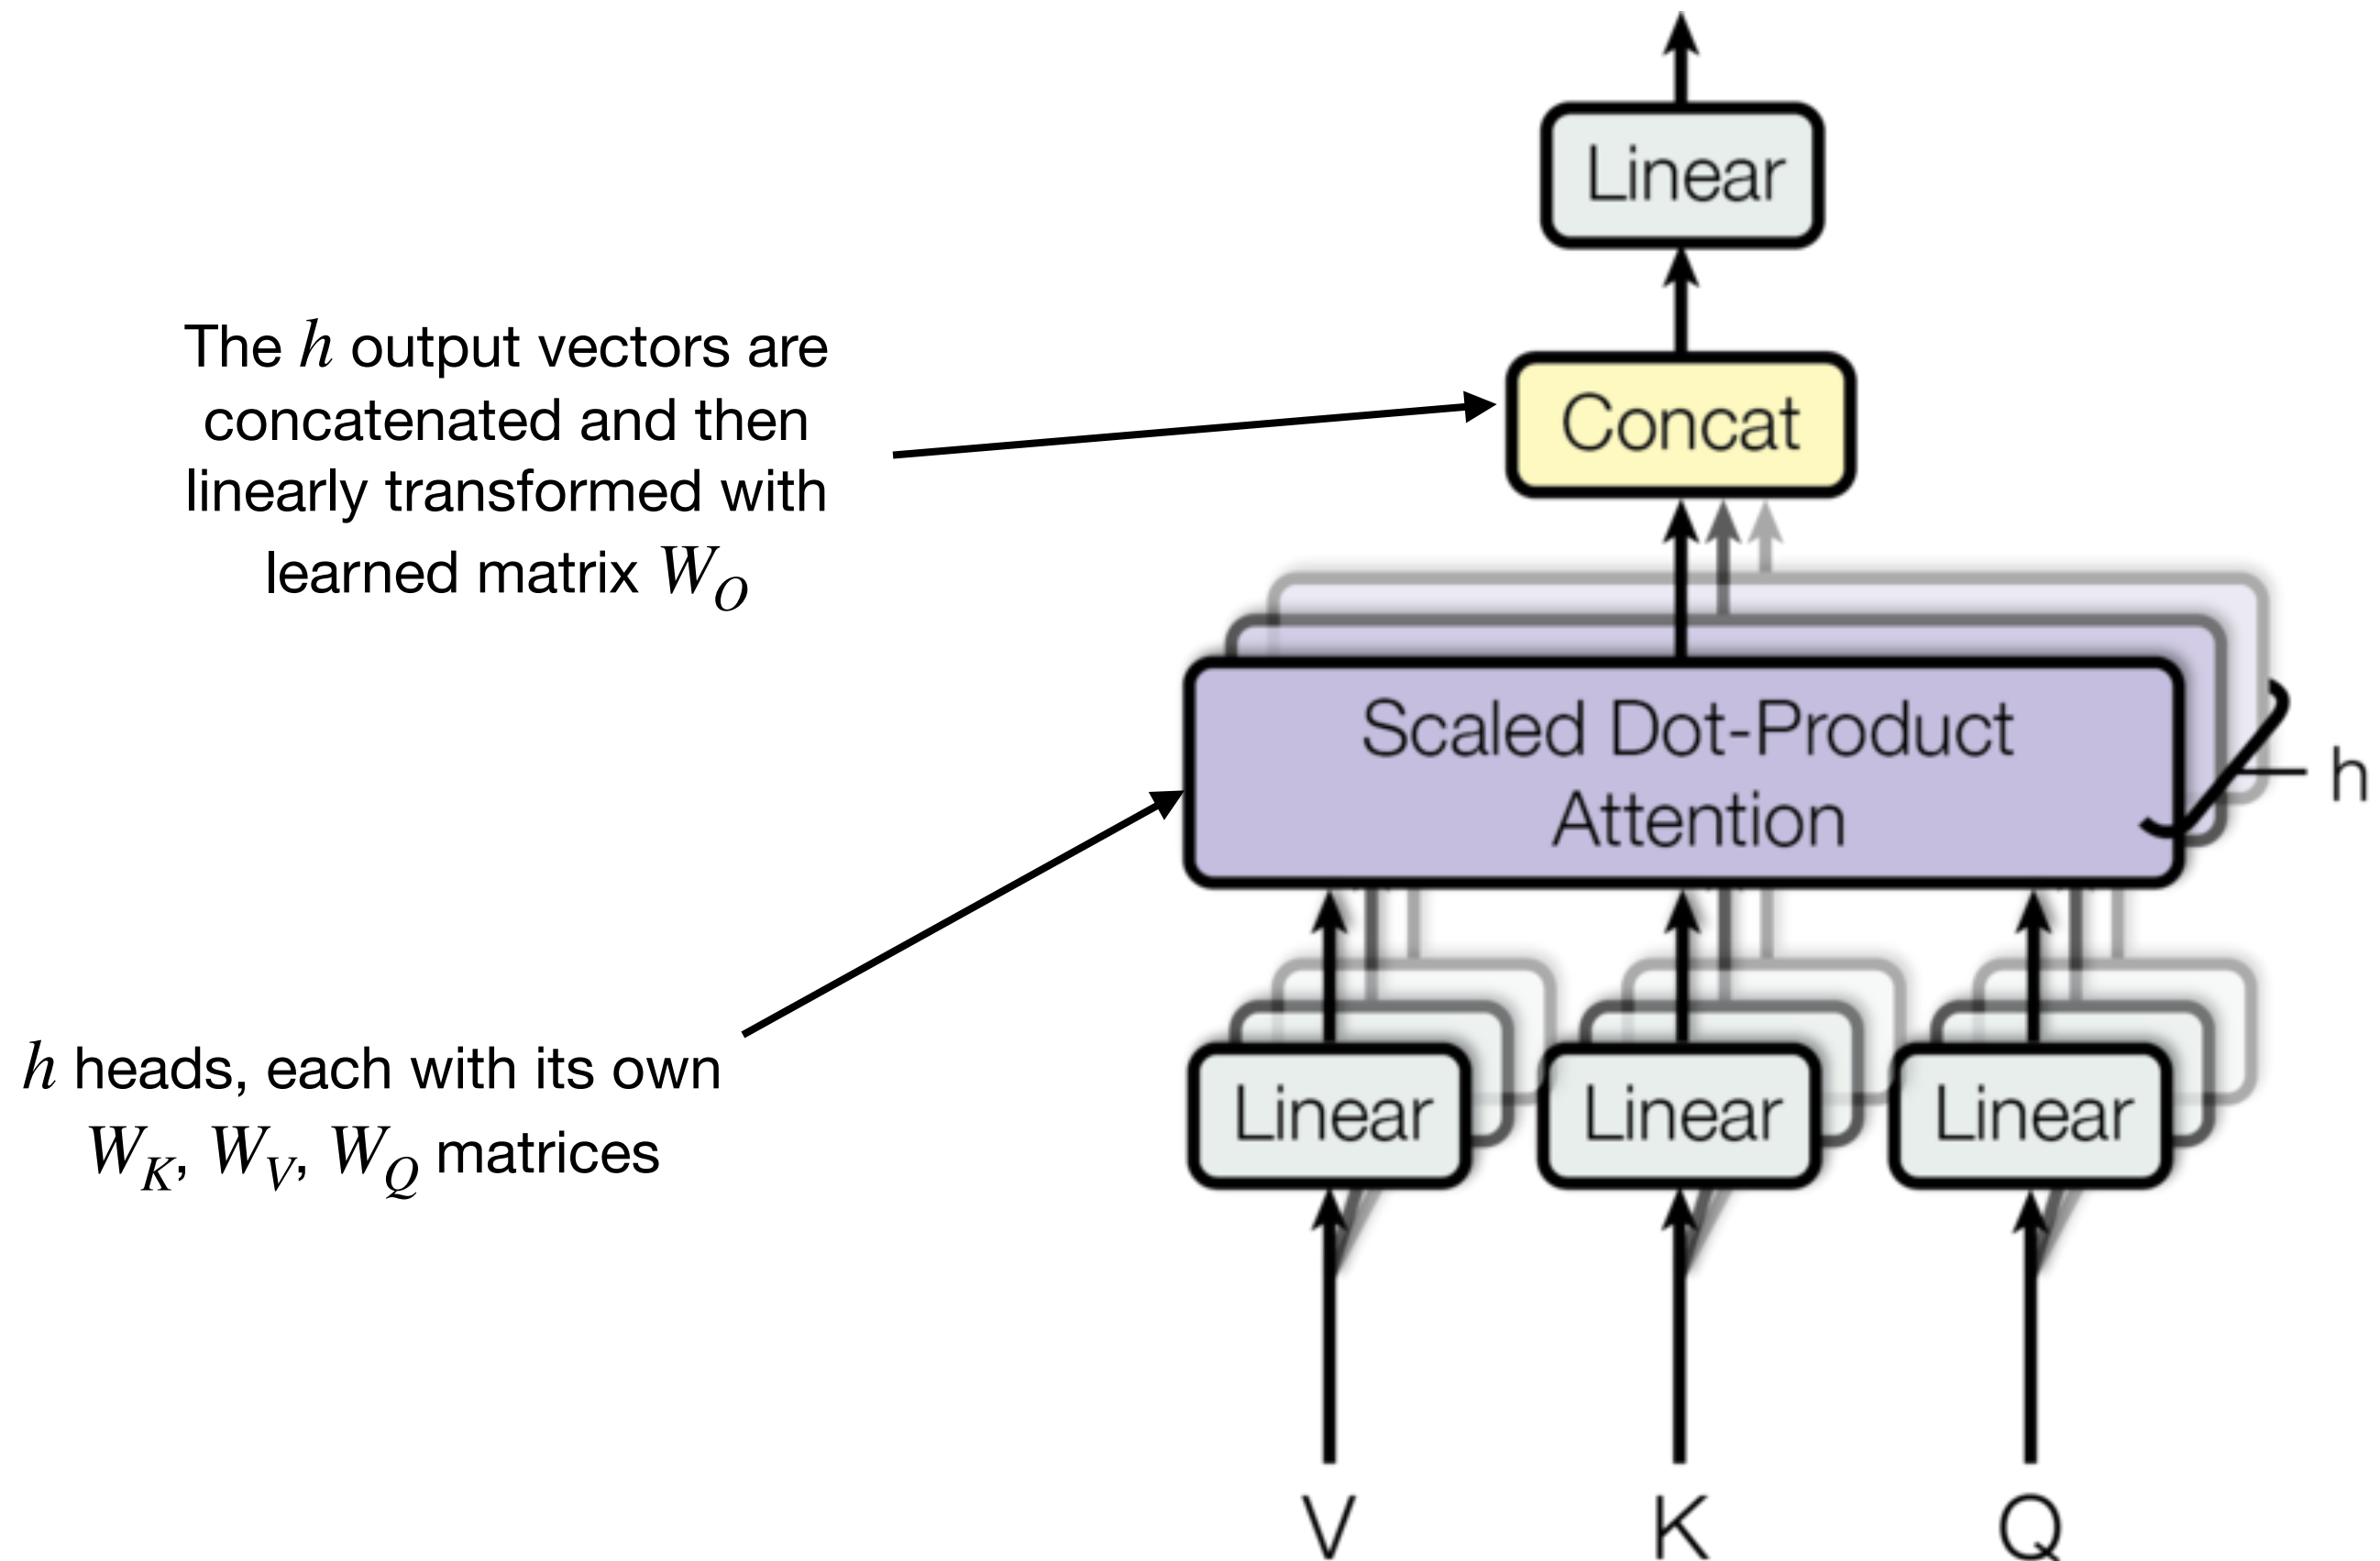 Linear
The h output vectors are
concatenated and then
linearly transformed with
learned matrix W_O
Concat
Scaled Dot-Product
Attention
h
h heads, each with its own
W_K, W_V, W_Q matrices
Linear
Linear
Linear
V
K
Q